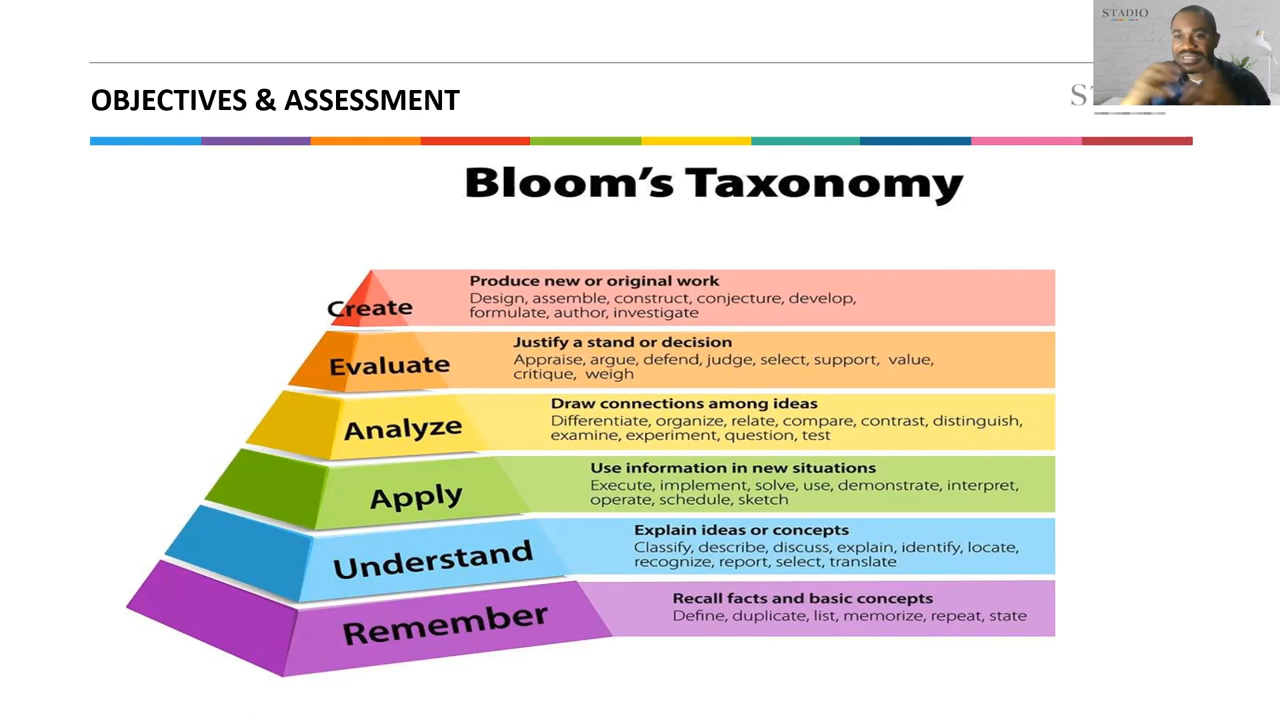 STADIO
OBJECTIVES & ASSESSMENT
Bloom's Taxonomy
Create
Produce new or original work
Design, assemble, construct, conjecture, develop,
formulate, author, investigate
Evaluate
Justify a stand or decision
Appraise, argue, defend, judge, select, support, value,
critique, weigh
Analyze
Draw connections among ideas
Differentiate, organize, relate, compare, contrast, distinguish,
examine, experiment, question, test
Apply
Use information in new situations
Execute, implement, solve, use, demonstrate, interpret,
operate, schedule, sketch
Understand
Explain ideas or concepts
Classify, describe, discuss, explain, identify, locate,
recognize, report, select, translate
Remember
Recall facts and basic concepts
Define, duplicate, list, memorize, repeat, state